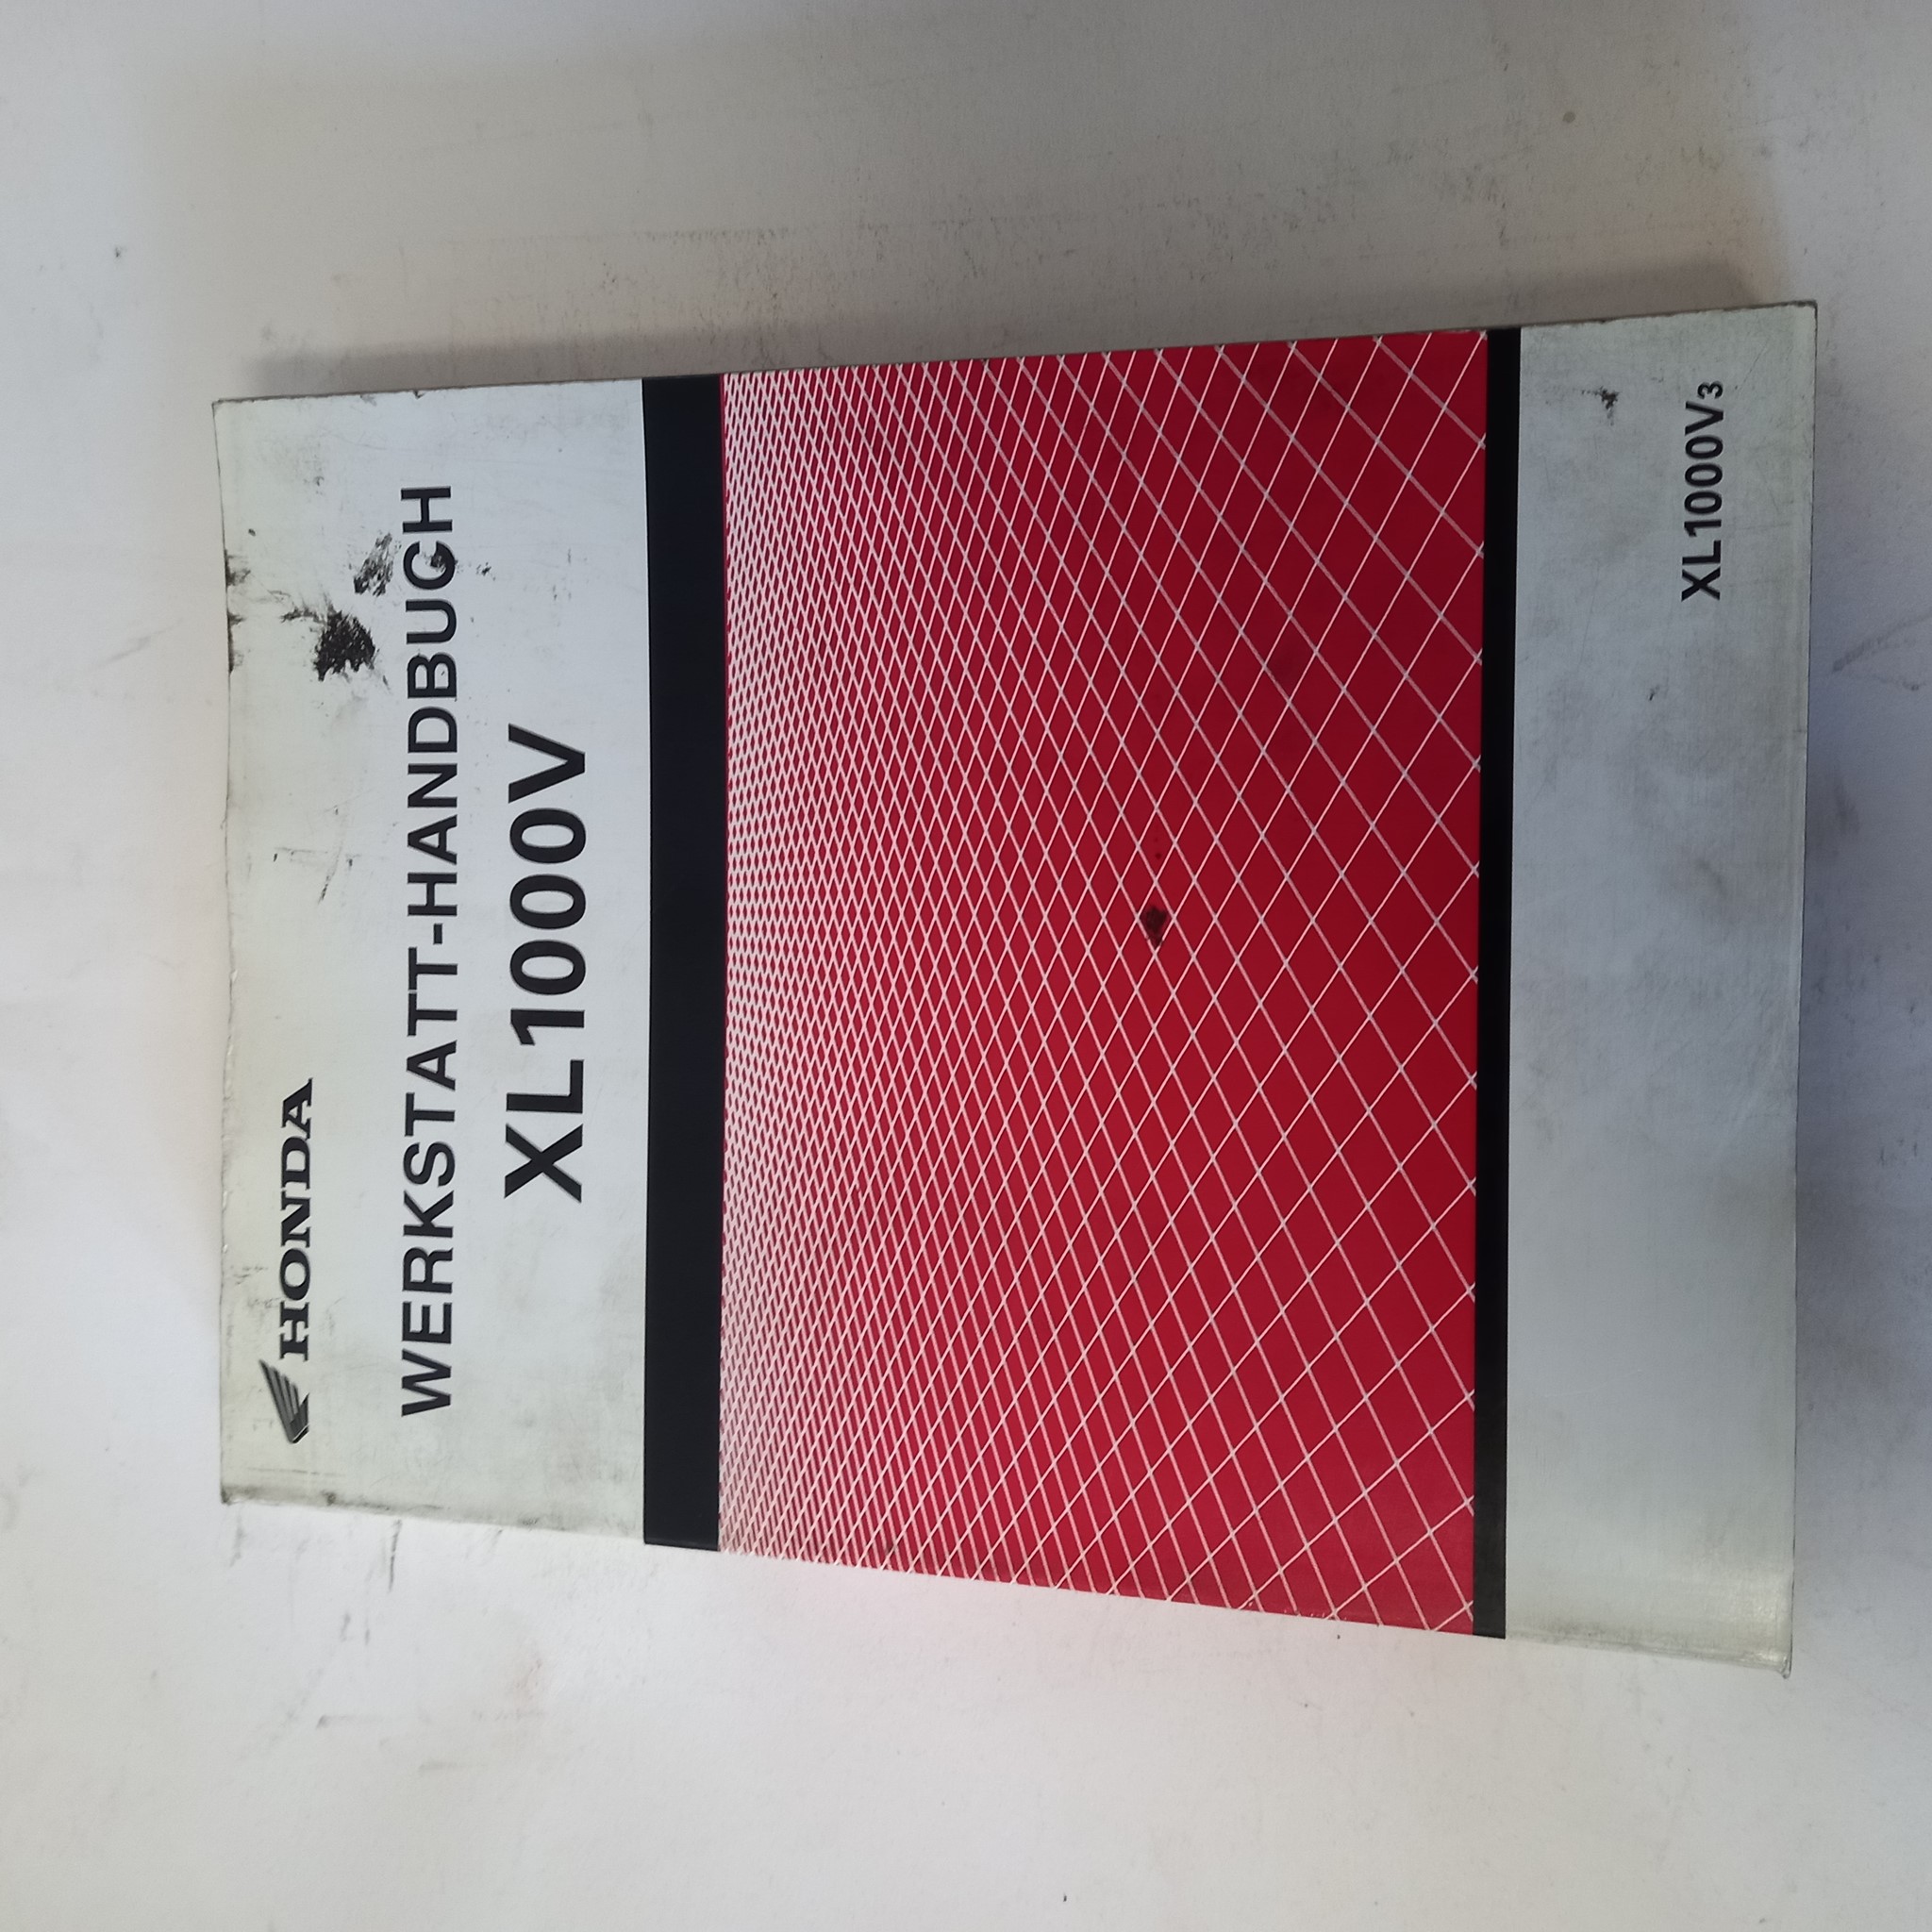 HONDA
WERKSTATT-HANDBUCH
XL1000V
XL1000V3